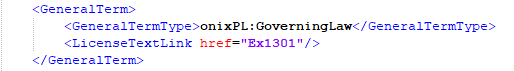 <GeneralTerm>
<GeneralTermType>onixPL:GoverningLaw</GeneralTermType>
<LicenseTextLink href="Ex1301"/>
</GeneralTerm>